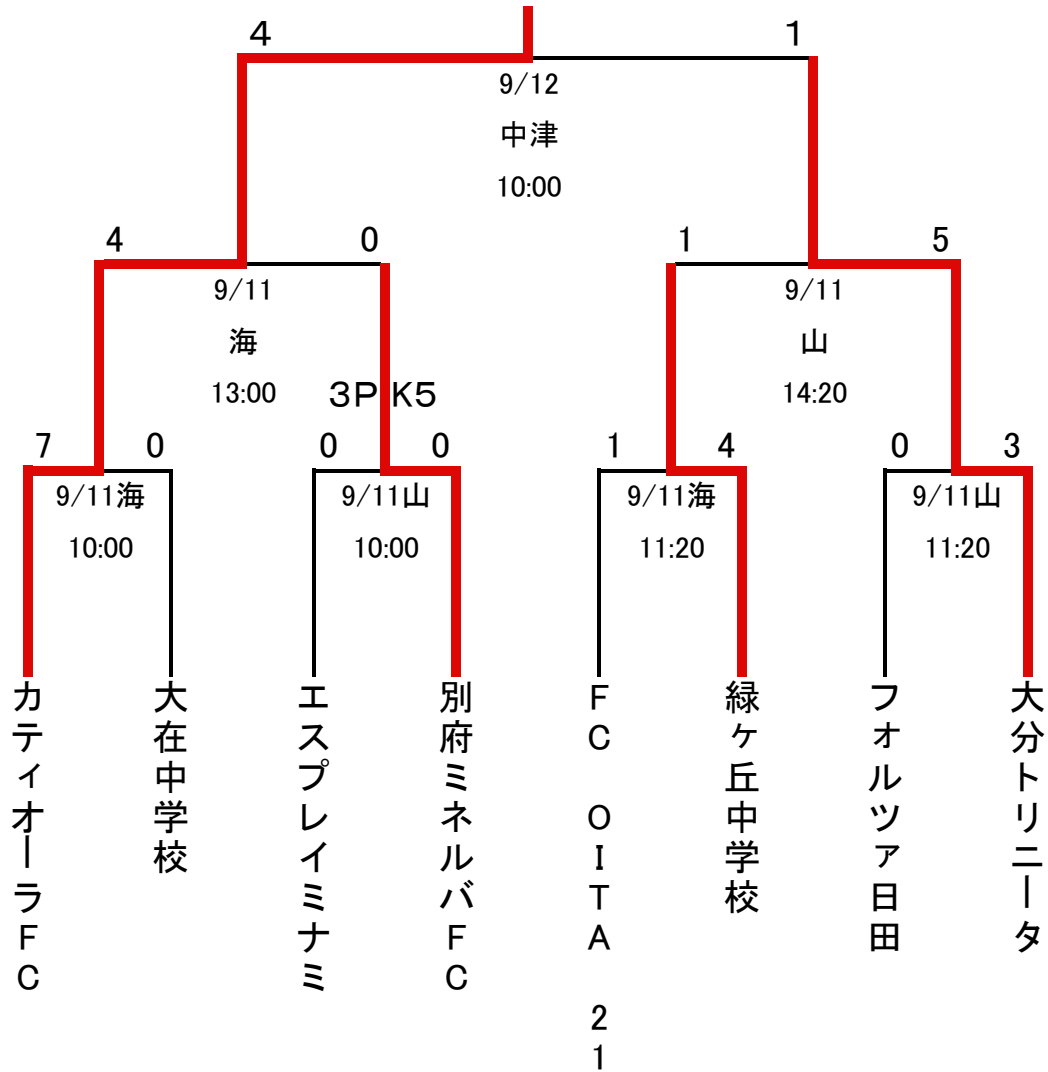 4 1
9/12
中津
10:00
4 0 1 5
9/11 9/11
海 山
13:00 3PK5 14:20
7 0 0 0 1 4 0 3
9/11海 9/11山 9/11海 9/11山
10:00 10:00 11:20 11:20
カティオーラFC
大在中学校
エスプレイミナミ
別府ミネルバFC
FC OITA 21
緑ヶ丘中学校
フォルツァ日田
大分トリニータ